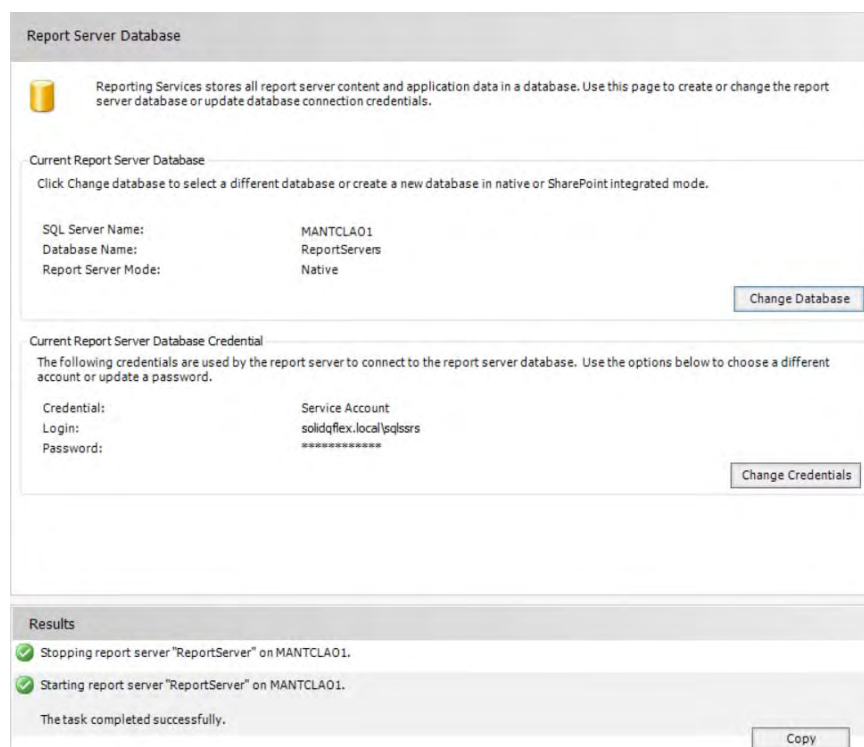 Report Server Database
Reporting Services stores all report server content and application data in a database. Use this page to create or change the report
server database or update database connection credentials.
Current Report Server Database
Click Change database to select a different database or create a new database in native or SharePoint integrated mode.
SQL Server Name: MANTCLAO1
Database Name: ReportServers
Report Server Mode: Native
Change Database
Current Report Server Database Credential
The following credentials are used by the report server to connect to the report server database. Use the options below to choose a different
account or update a password.
Credential: Service Account
Login: solidqflex.local\sqlssrs
Password: ************
Change Credentials
Results
Stopping report server "ReportServer" on MANTCLAO1.
Starting report server "ReportServer" on MANTCLAO1.
The task completed successfully.
Copy